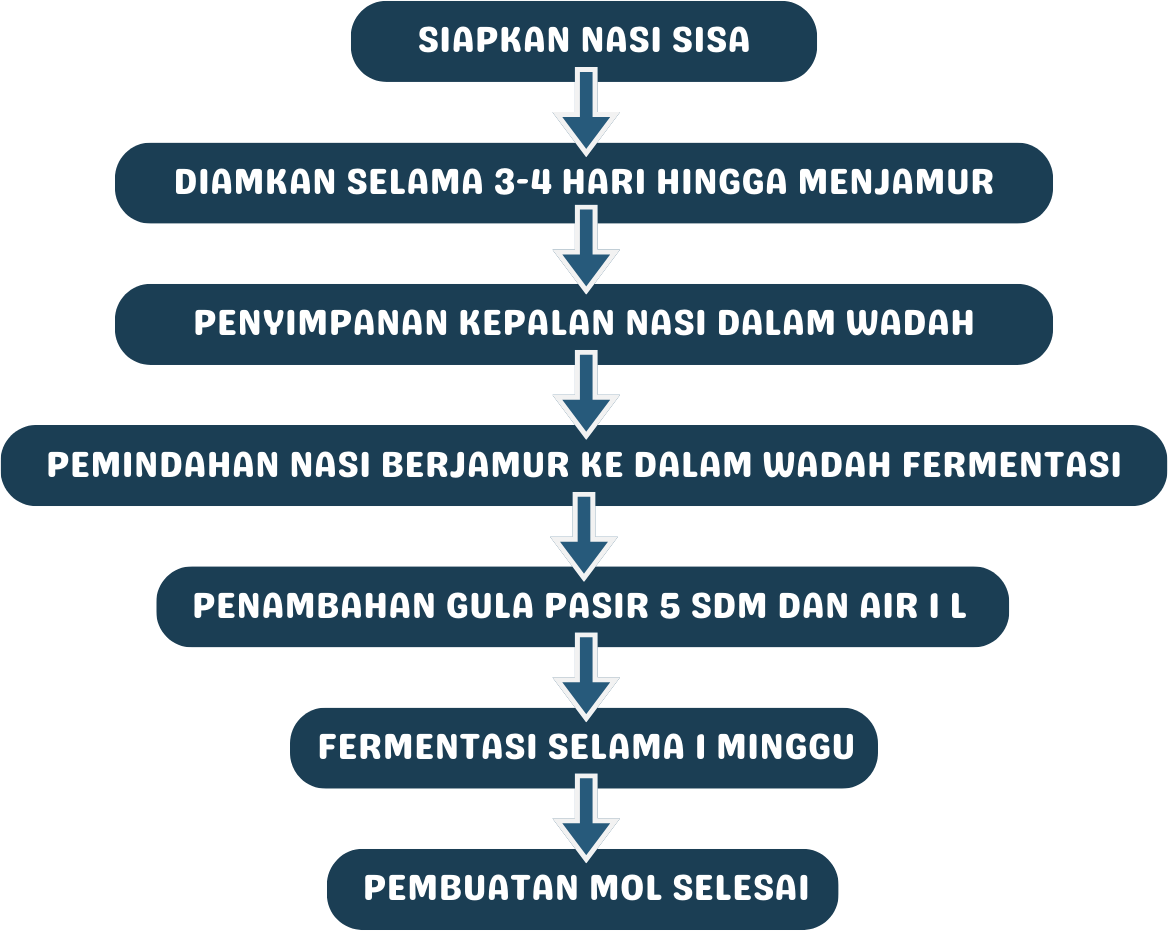 SIAPKAN NASI SISA
DIAMKAN SELAMA 3-4 HARI HINGGA MENJAMUR
PENYIMPANAN KEPALAN NASI DALAM WADAH
PEMINDAHAN NASI BERJAMUR KE DALAM WADAH FERMENTASI
PENAMBAHAN GULA PASIR 5 SDM DAN AIR 1 L
FERMENTASI SELAMA 1 MINGGU
PEMBUATAN MOL SELESAI